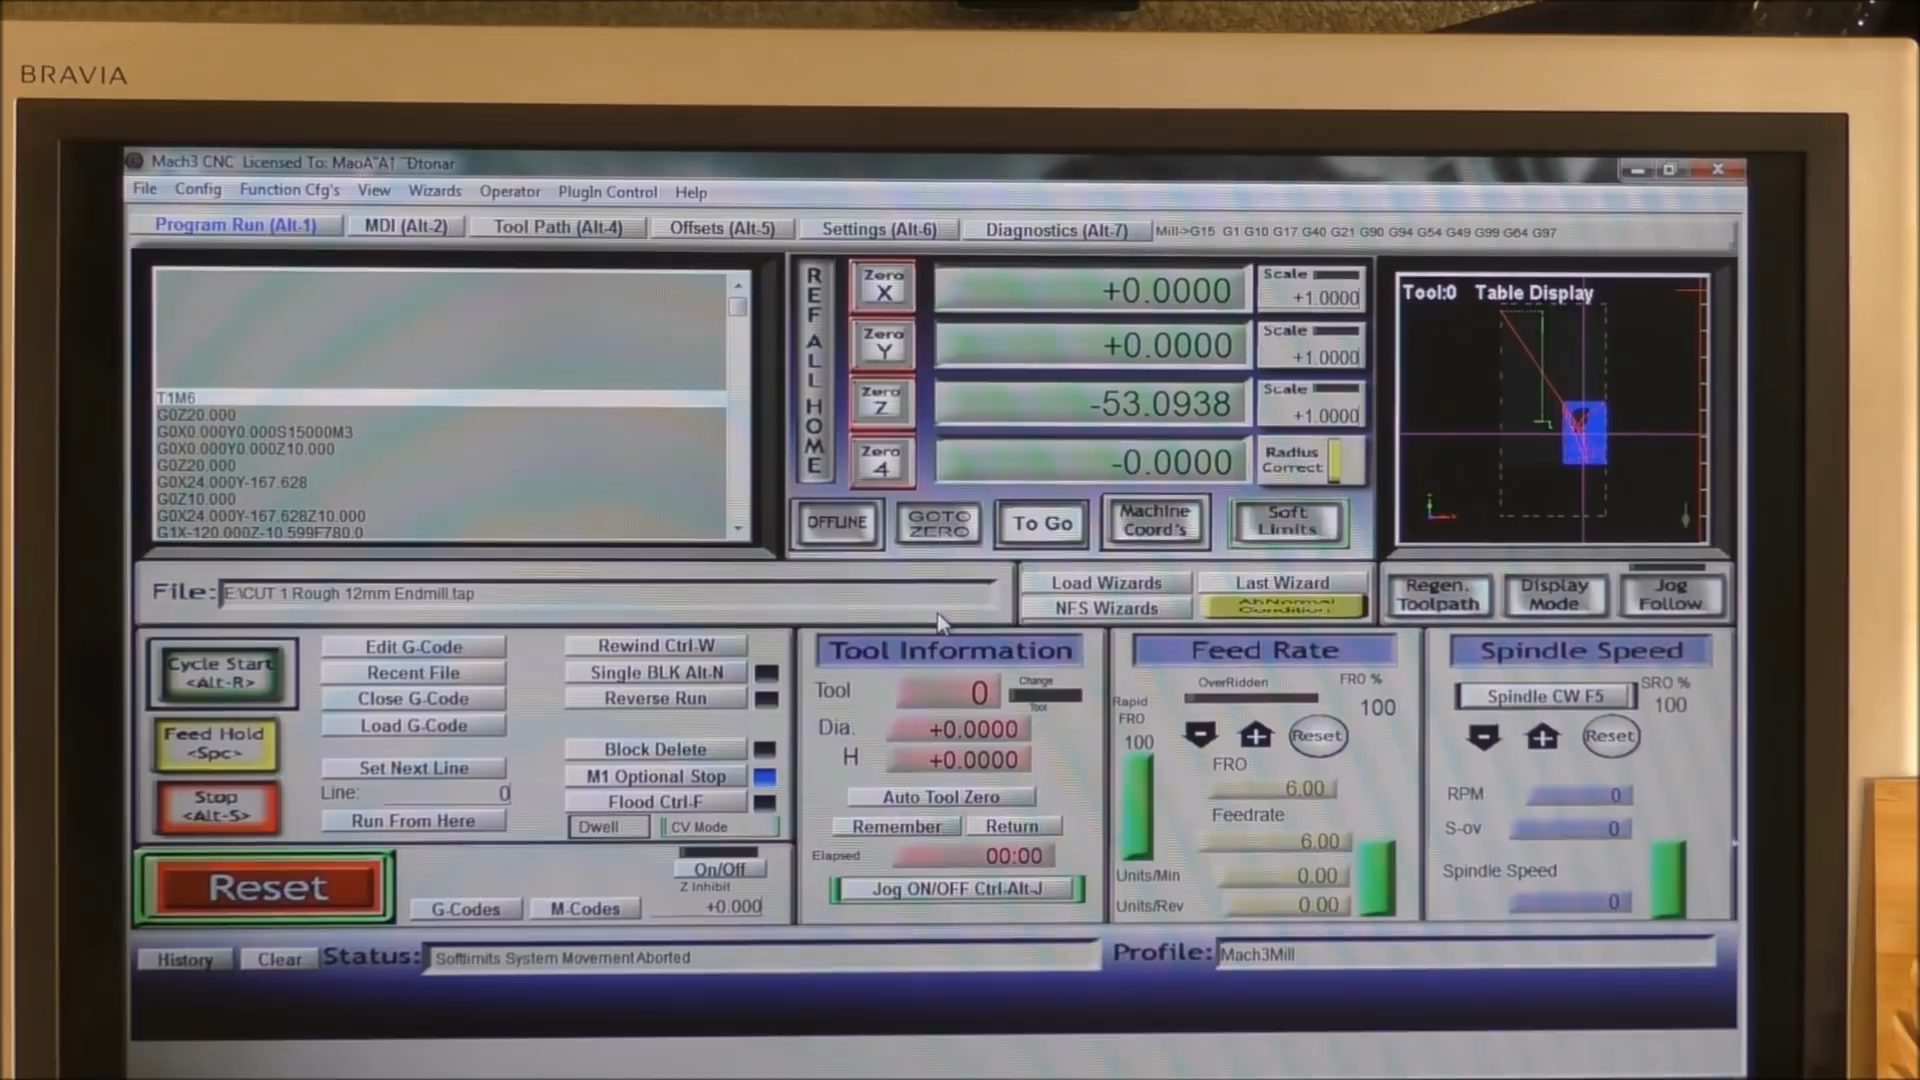 BRAVIA
Mach3 CNC Licensed To:
File Config Function Cfg's View Wizards Operator PlugIn Control Help
Program Run (Alt-1) MDI (Alt-2) Tool Path (Alt-4) Offsets (Alt-5) Settings (Alt-6) Diagnostics (Alt-7) Mill->G15 G1 G10 G17 G40 G21 G90 G94 G54 G49 G99 G64 G97
T1M6
G0Z20.000
G0X0.000Y0.000S15000M3
G0X0.000Y0.000Z10.000
G0Z20.000
G0X24.000Y-167.628
G0Z10.000
G0X24.000Y-167.628Z10.000
G1X-120.000Z-10.599F780.0
REF ALL HOME
Zero X +0.0000 Scale +1.0000
Zero Y +0.0000 Scale +1.0000
Zero Z -53.0938 Scale +1.0000
Zero 4 -0.0000 Radius Correct
OFFLINE GOTO ZERO To Go Machine Coord's Soft Limits
Tool:0 Table Display
File: E:\CUT 1 Rough 12mm Endmill.tap
Load Wizards Last Wizard
NFS Wizards AbNormal Condition
Regen. Toolpath Display Mode Jog Follow
Cycle Start
<Alt-R>
Feed Hold
<Spc>
Stop
<Alt-S>
Edit G-Code
Recent File
Close G-Code
Load G-Code
Set Next Line
Line: 0
Run From Here
Rewind Ctrl-W
Single BLK Alt-N
Reverse Run
Block Delete
M1 Optional Stop
Flood Ctrl-F
Dwell CV Mode
Reset
G-Codes M-Codes
On/Off
Z Inhibit
+0.000
Tool Information
Tool 0 Change Tool
Dia. +0.0000
H +0.0000
Auto Tool Zero
Remember Return
Elapsed 00:00
Jog ON/OFF Ctrl-Alt-J
Feed Rate
OverRidden FRO %
Rapid FRO 100
100
Reset
FRO
6.00
Feedrate
6.00
Units/Min 0.00
Units/Rev 0.00
Spindle Speed
Spindle CW F5 SRO %
100
Reset
RPM 0
S-ov 0
Spindle Speed
0
History Clear Status: Softlimits System Movement Aborted Profile: Mach3Mill